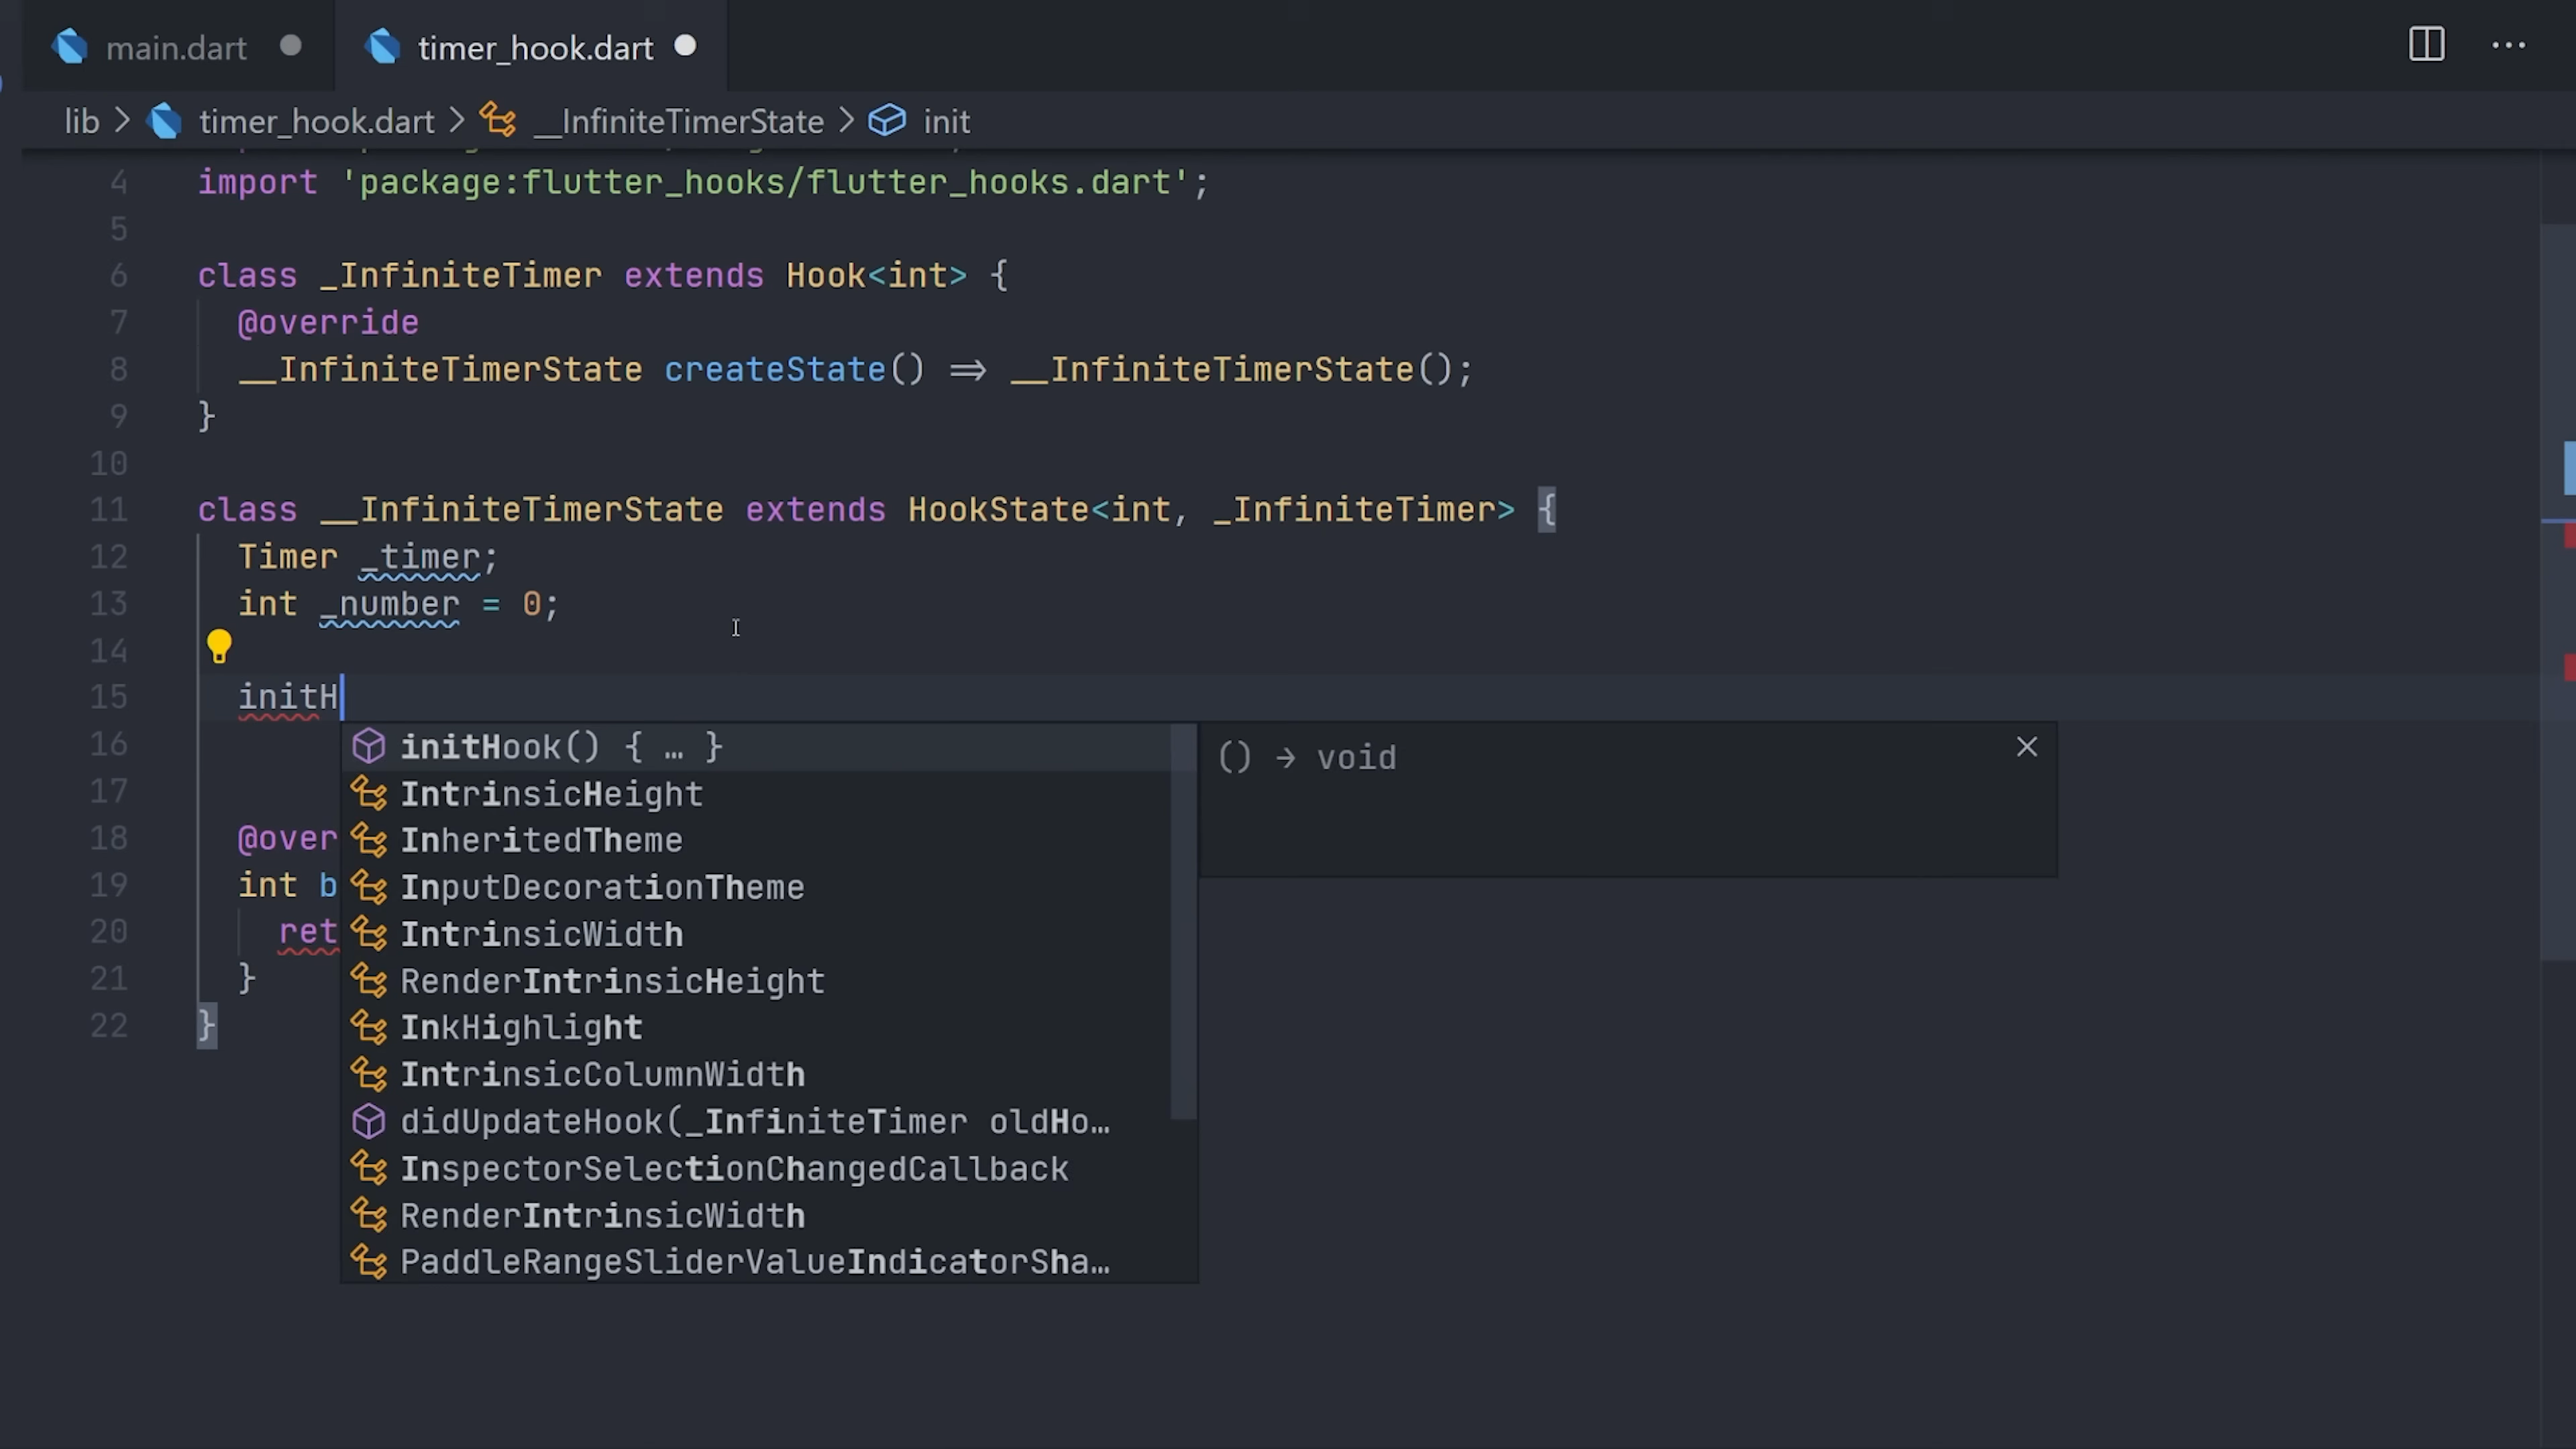 main.dart
timer_hook.dart
lib > timer_hook.dart > __InfiniteTimerState > init
4 import 'package:flutter_hooks/flutter_hooks.dart';
5
6 class _InfiniteTimer extends Hook<int> {
7 @override
8 __InfiniteTimerState createState() => __InfiniteTimerState();
9 }
10
11 class __InfiniteTimerState extends HookState<int, _InfiniteTimer> {
12 Timer _timer;
13 int _number = 0;
14
15 initH
16
17
18 @over
19 int b
20 ret
21 }
22 }
initHook() { … }
IntrinsicHeight
InheritedTheme
InputDecorationTheme
IntrinsicWidth
RenderIntrinsicHeight
InkHighlight
IntrinsicColumnWidth
didUpdateHook(_InfiniteTimer oldHo…
InspectorSelectionChangedCallback
RenderIntrinsicWidth
PaddleRangeSliderValueIndicatorSha…
() → void